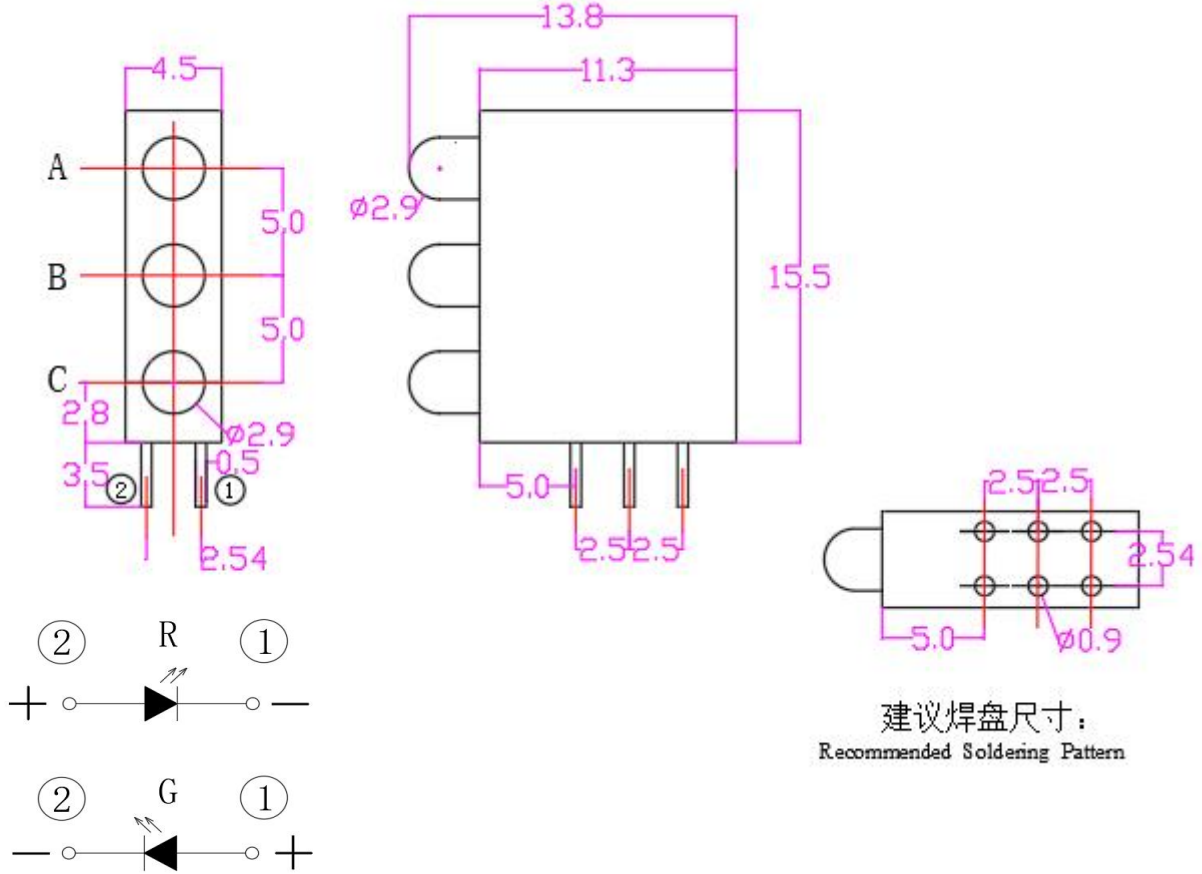 13.8
4.5
11.3
A
5.0
ø2.9
B
15.5
5.0
C
2.8
ø2.9
3.5
0.5
② ①
5.0
2.5 2.5
2.54
2.5 2.5
2.54
5.0
ø0.9
② R ①
+ −
建议焊盘尺寸：
Recommended Soldering Pattern
② G ①
− +